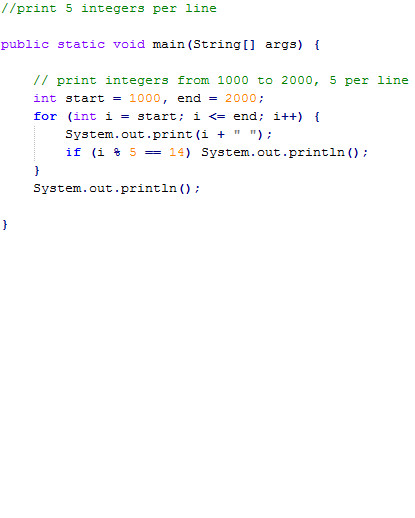 //print 5 integers per line
public static void main(String[] args) {
// print integers from 1000 to 2000, 5 per line
int start = 1000, end = 2000;
for (int i = start; i <= end; i++) {
System.out.print(i + " ");
if (i % 5 == 14) System.out.println();
}
System.out.println();
}